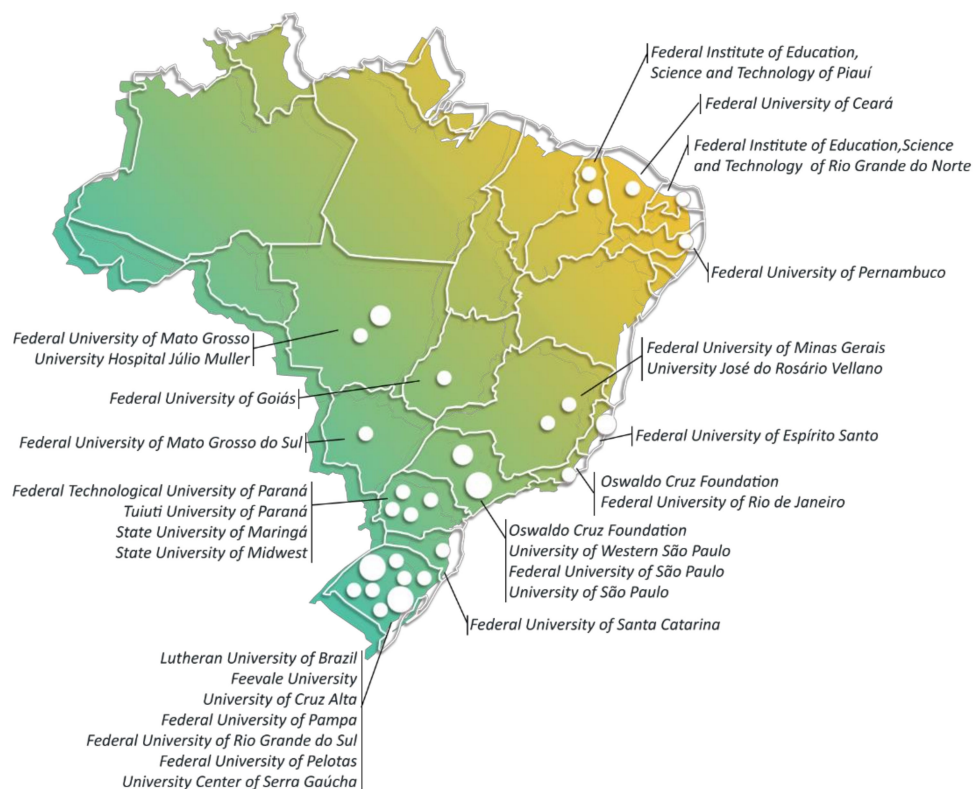 Federal Institute of Education,
Science and Technology of Piauí
Federal University of Ceará
Federal Institute of Education,Science
and Technology of Rio Grande do Norte
Federal University of Pernambuco
Federal University of Mato Grosso
University Hospital Júlio Muller
Federal University of Minas Gerais
University José do Rosário Vellano
Federal University of Goiás
Federal University of Mato Grosso do Sul
Federal University of Espírito Santo
Oswaldo Cruz Foundation
Federal University of Rio de Janeiro
Federal Technological University of Paraná
Tuiuti University of Paraná
State University of Maringá
State University of Midwest
Oswaldo Cruz Foundation
University of Western São Paulo
Federal University of São Paulo
University of São Paulo
Federal University of Santa Catarina
Lutheran University of Brazil
Feevale University
University of Cruz Alta
Federal University of Pampa
Federal University of Rio Grande do Sul
Federal University of Pelotas
University Center of Serra Gaúcha